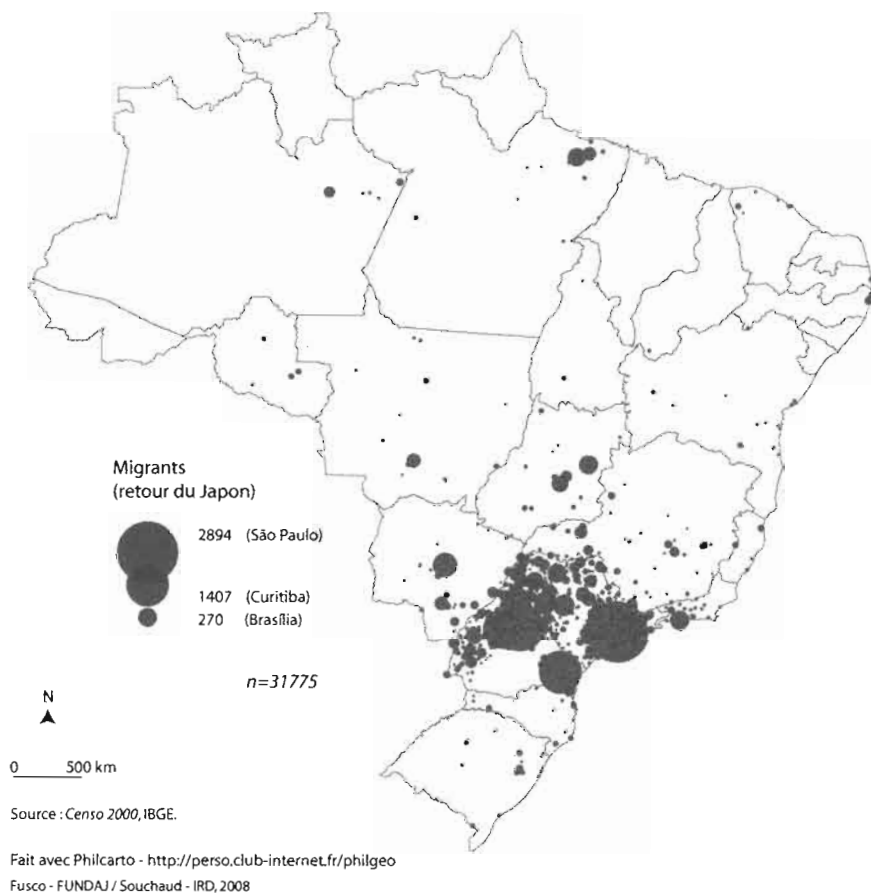 Migrants
(retour du Japon)
2894 (São Paulo)
1407 (Curitiba)
270 (Brasília)
n=31775
N
0 500 km
Source : Censo 2000, IBGE.
Fait avec Philcarto - http://perso.club-internet.fr/philgeo
Fusco - FUNDAJ / Souchaud - IRD, 2008